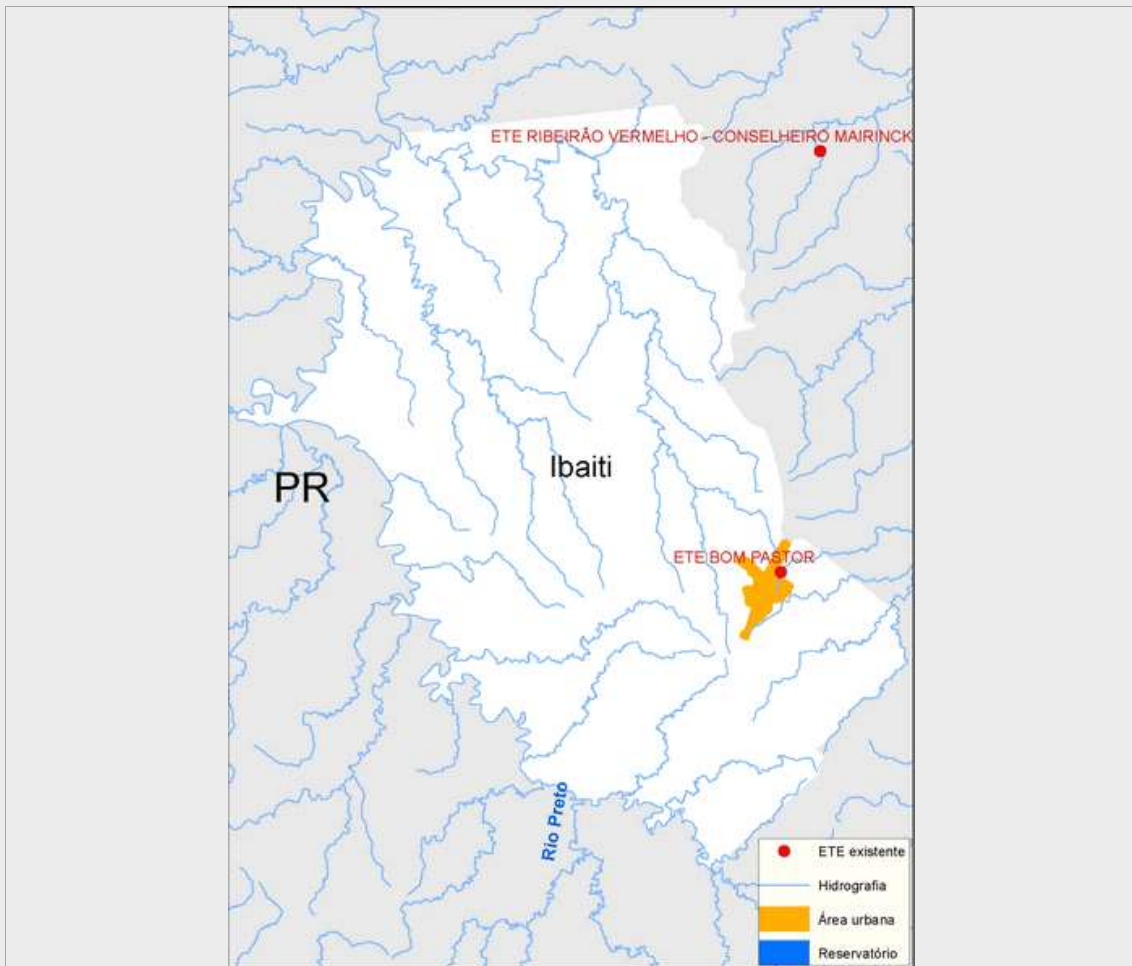 ETE RIBEIRÃO VERMELHO - CONSELHEIRO MAIRINCK
Ibaiti
PR
ETE BOM PASTOR
Rio Preto
ETE existente
Hidrografia
Área urbana
Reservatório